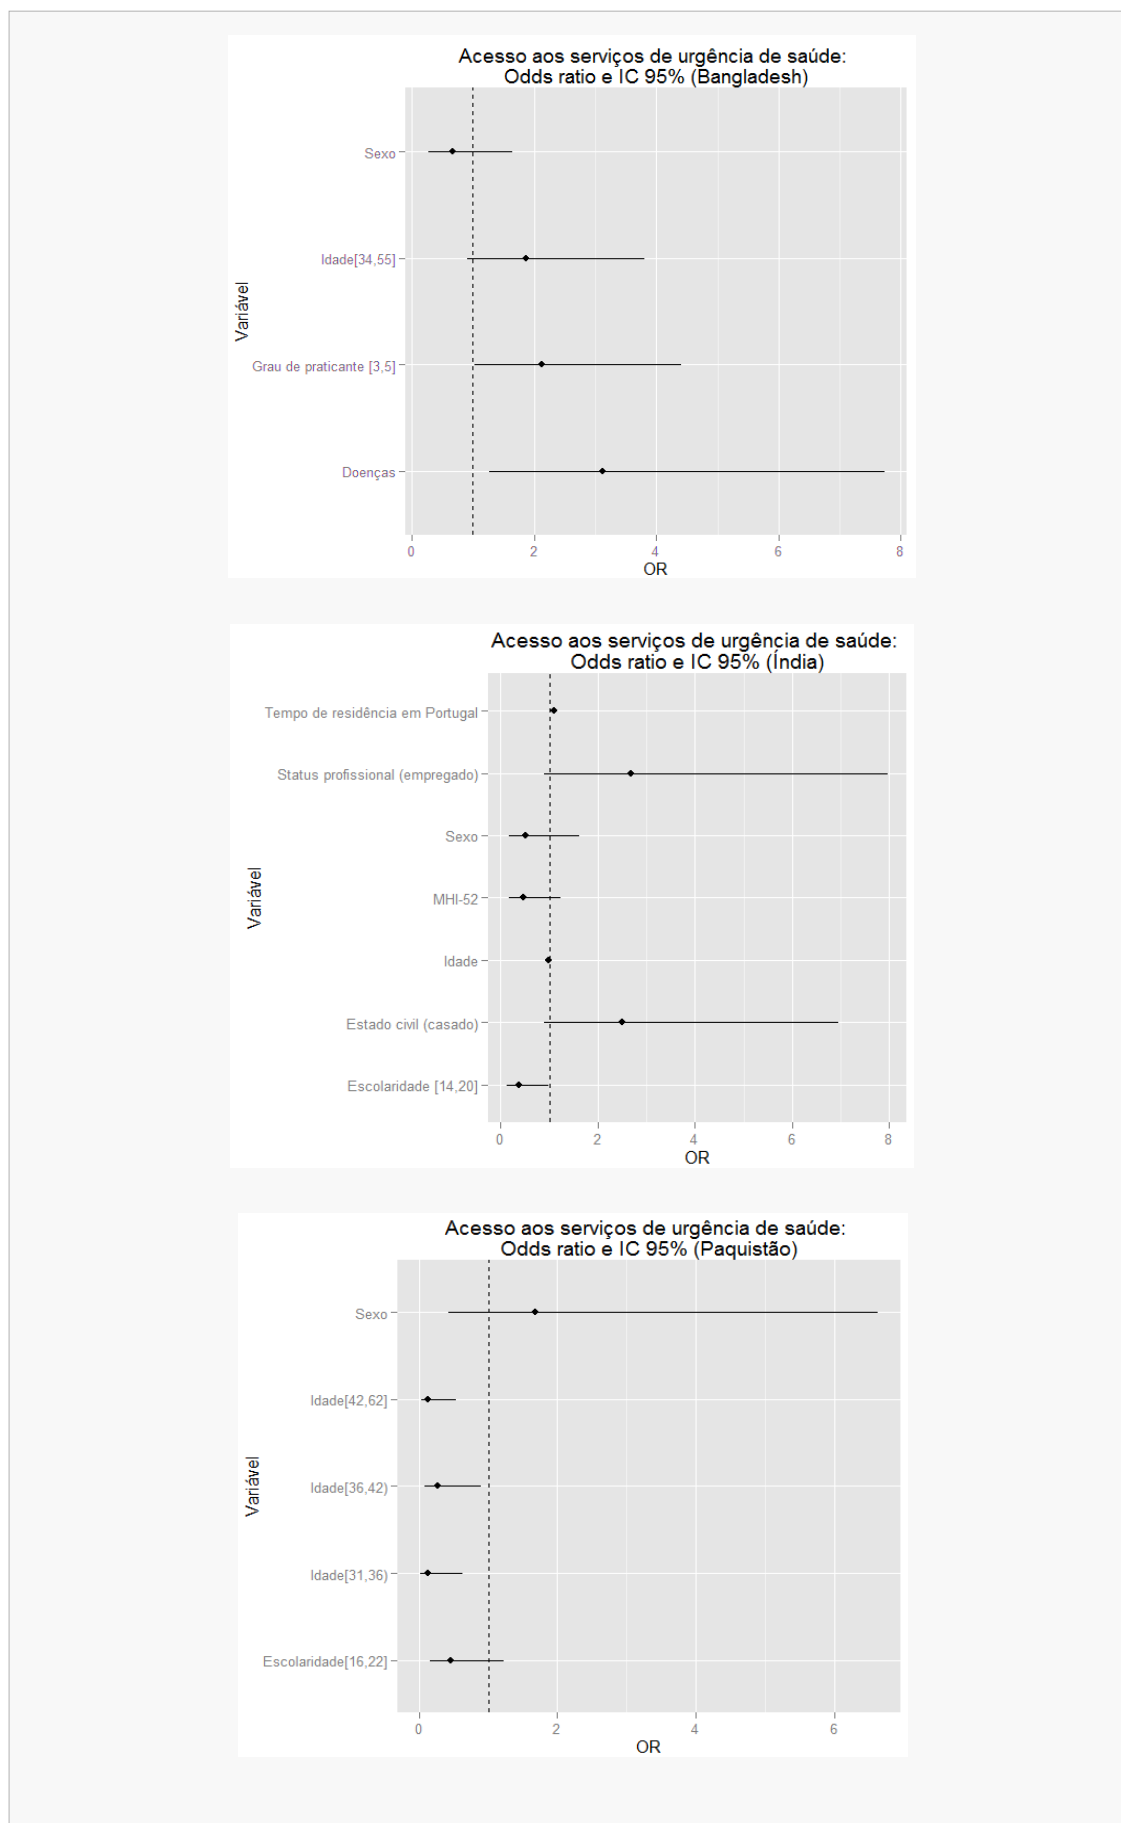 Acesso aos serviços de urgência de saúde:
Odds ratio e IC 95% (Bangladesh)
Variável
Sexo
Idade[34,55]
Grau de praticante [3,5]
Doenças
0 2 4 6 8
OR
Acesso aos serviços de urgência de saúde:
Odds ratio e IC 95% (Índia)
Variável
Tempo de residência em Portugal
Status profissional (empregado)
Sexo
MHI-52
Idade
Estado civil (casado)
Escolaridade [14,20]
0 2 4 6 8
OR
Acesso aos serviços de urgência de saúde:
Odds ratio e IC 95% (Paquistão)
Variável
Sexo
Idade[42,62]
Idade[36,42)
Idade[31,36)
Escolaridade[16,22]
0 2 4 6
OR